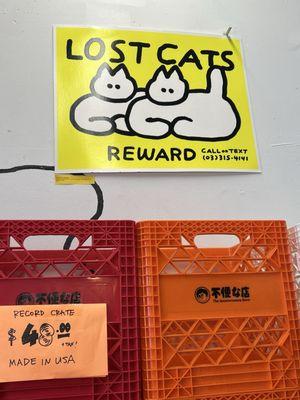 LOST CATS
REWARD
CALL OR TEXT
(03)315-4141
不便な店
不便な店
The Inconvenience Store
RECORD CRATE
$48.00
+TAX!
MADE IN USA